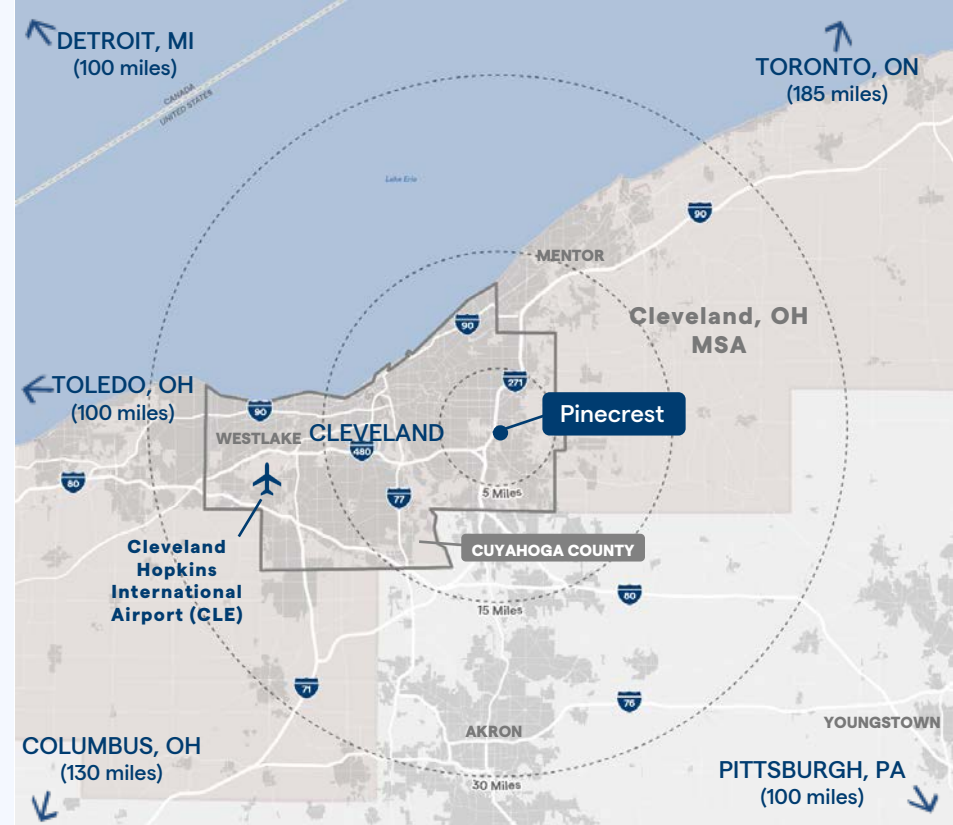 DETROIT, MI
(100 miles)
TORONTO, ON
(185 miles)
CANADA
UNITED STATES
Lake Erie
90
MENTOR
Cleveland, OH
MSA
90
271
TOLEDO, OH
(100 miles)
90
Pinecrest
WESTLAKE
CLEVELAND
480
80
77
5 Miles
Cleveland
Hopkins
International
Airport (CLE)
CUYAHOGA COUNTY
80
15 Miles
71
76
AKRON
YOUNGSTOWN
COLUMBUS, OH
(130 miles)
30 Miles
PITTSBURGH, PA
(100 miles)